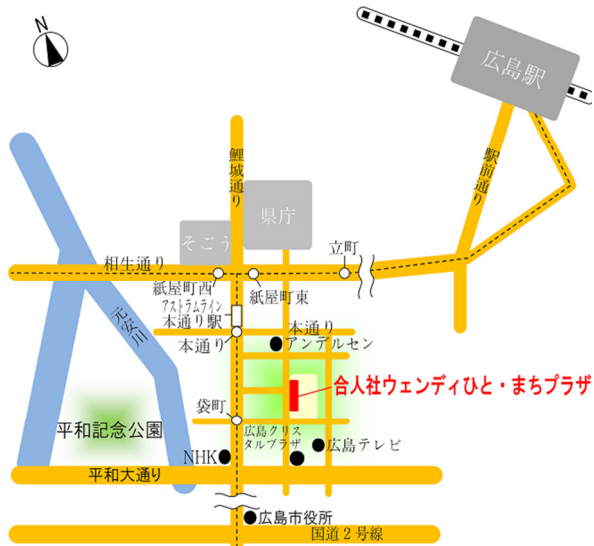 N
広島駅
鯉城通り
駅前通り
県庁
そごう
立町
相生通り
紙屋町西
紙屋町東
アストラムライン
本通り駅
本通り
本通り
アンデルセン
元安川
合人社ウェンディひと・まちプラザ
袋町
平和記念公園
広島クリス
タルプラザ
広島テレビ
NHK
平和大通り
広島市役所
国道2号線